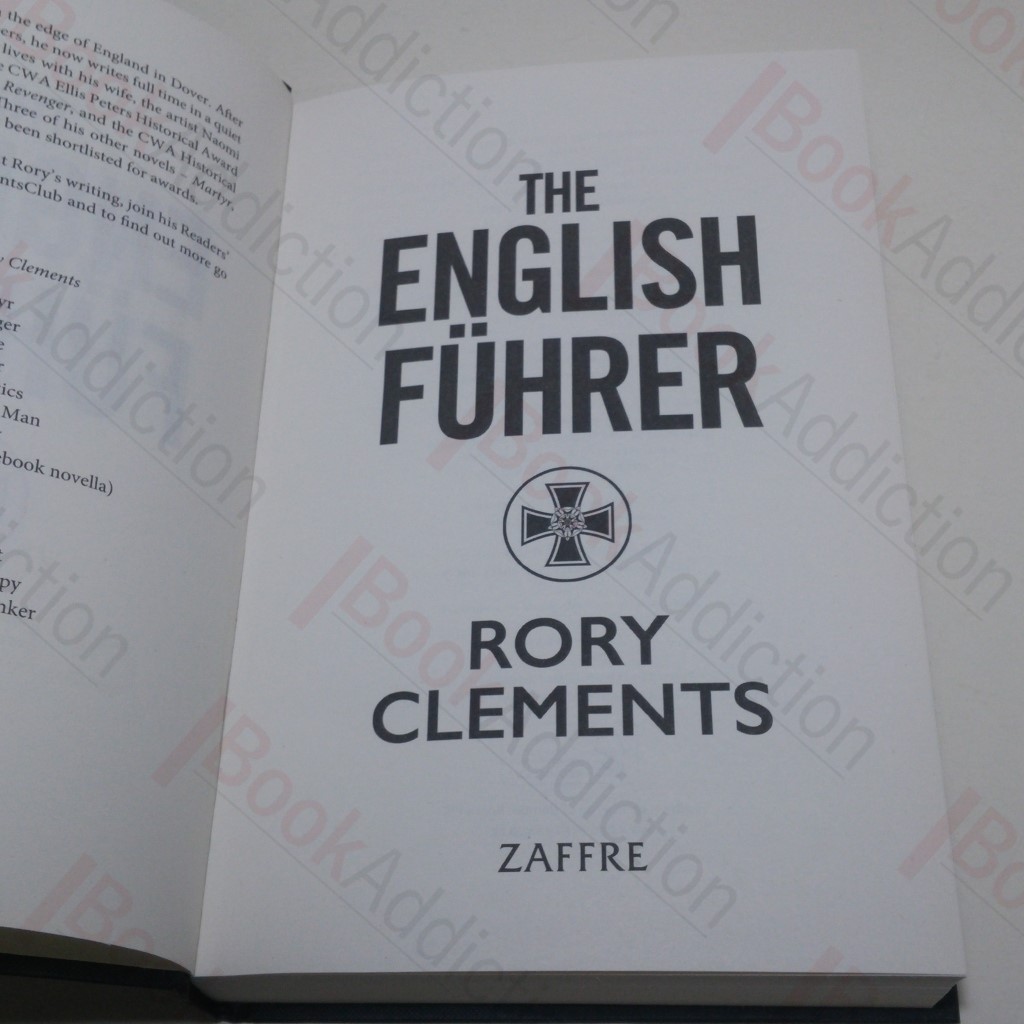 the edge of England in Dover. After
ers, he now writes full time in a quiet
lives with his wife, the artist Naomi
CWA Ellis Peters Historical Award
Revenger, and the CWA Historical
Three of his other novels - Martyr,
been shortlisted for awards.
t Rory's writing, join his Readers'
ntsClub and to find out more go
y Clements
yr
ger
e
r
ics
Man
ebook novella)
t
py
nker
THE
ENGLISH
FÜHRER
RORY
CLEMENTS
ZAFFRE
BookAddiction